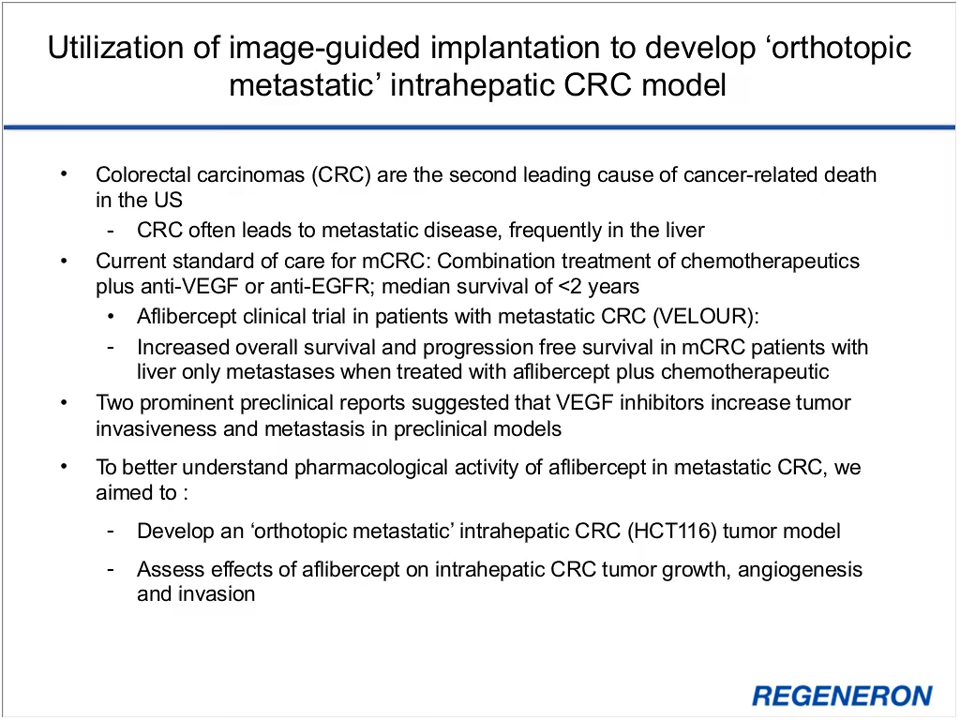 Utilization of image-guided implantation to develop ‘orthotopic
metastatic’ intrahepatic CRC model
• Colorectal carcinomas (CRC) are the second leading cause of cancer-related death
in the US
- CRC often leads to metastatic disease, frequently in the liver
• Current standard of care for mCRC: Combination treatment of chemotherapeutics
plus anti-VEGF or anti-EGFR; median survival of <2 years
• Aflibercept clinical trial in patients with metastatic CRC (VELOUR):
- Increased overall survival and progression free survival in mCRC patients with
liver only metastases when treated with aflibercept plus chemotherapeutic
• Two prominent preclinical reports suggested that VEGF inhibitors increase tumor
invasiveness and metastasis in preclinical models
• To better understand pharmacological activity of aflibercept in metastatic CRC, we
aimed to :
- Develop an ‘orthotopic metastatic’ intrahepatic CRC (HCT116) tumor model
- Assess effects of aflibercept on intrahepatic CRC tumor growth, angiogenesis
and invasion
REGENERON